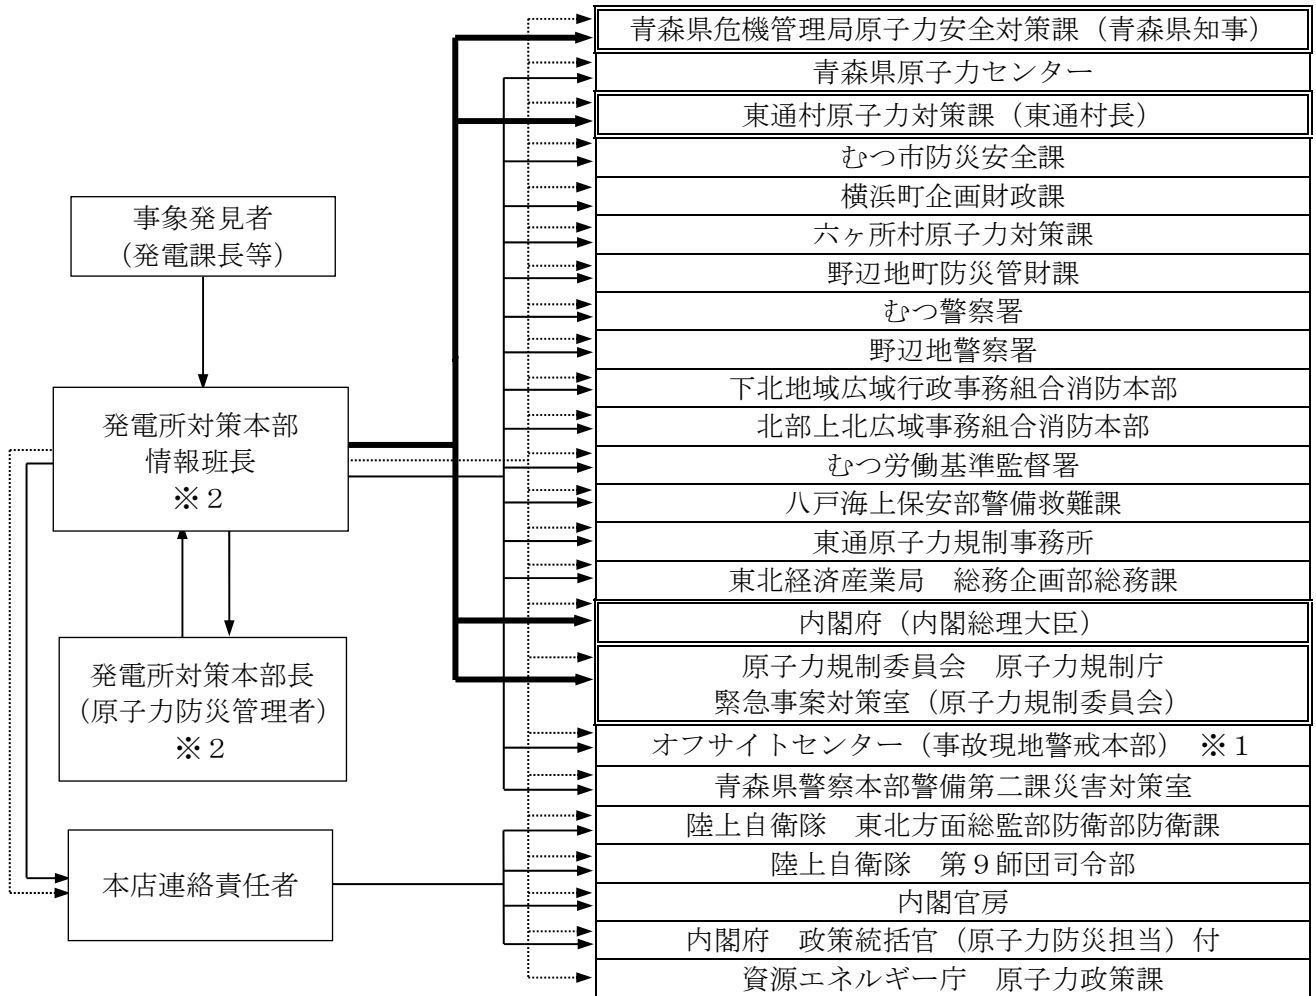 青森県危機管理局原子力安全対策課（青森県知事）
青森県原子力センター
東通村原子力対策課（東通村長）
むつ市防災安全課
横浜町企画財政課
六ヶ所村原子力対策課
野辺地町防災管財課
むつ警察署
野辺地警察署
下北地域広域行政事務組合消防本部
北部上北広域事務組合消防本部
むつ労働基準監督署
八戸海上保安部警備救難課
東通原子力規制事務所
東北経済産業局　総務企画部総務課
内閣府（内閣総理大臣）
原子力規制委員会　原子力規制庁
緊急事案対策室（原子力規制委員会）
オフサイトセンター（事故現地警戒本部）　※１
青森県警察本部警備第二課災害対策室
陸上自衛隊　東北方面総監部防衛部防衛課
陸上自衛隊　第９師団司令部
内閣官房
内閣府　政策統括官（原子力防災担当）付
資源エネルギー庁　原子力政策課
事象発見者
（発電課長等）
発電所対策本部
情報班長
※２
発電所対策本部長
（原子力防災管理者）
※２
本店連絡責任者